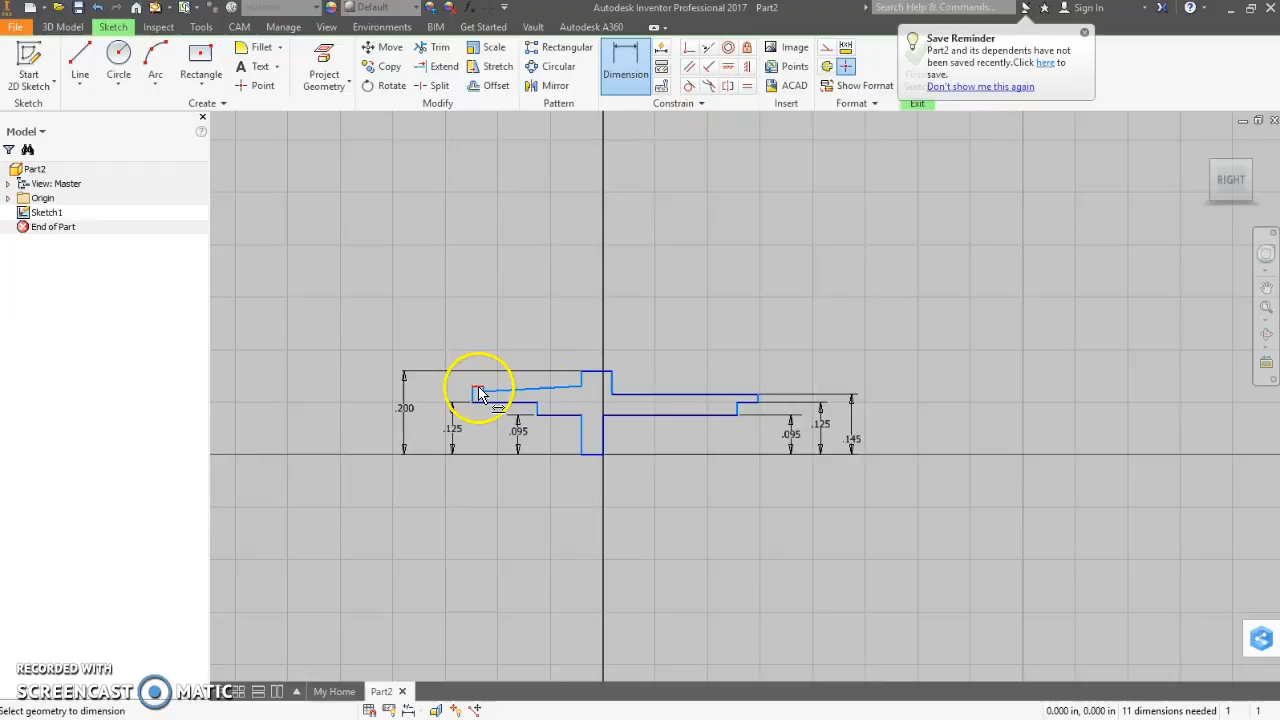 Default
Autodesk Inventor Professional 2017 Part2
Search Help & Commands...
Sign In
File
3D Model
Sketch
Inspect
Tools
CAM
Manage
View
Environments
BIM
Get Started
Vault
Autodesk A360
Save Reminder
Part2 and its dependents have not
been saved recently.Click here to
save.
Don't show me this again
Start
2D Sketch
Line
Circle
Arc
Rectangle
Fillet
Text
Point
Project
Geometry
Move
Copy
Rotate
Trim
Extend
Split
Scale
Stretch
Offset
Rectangular
Circular
Mirror
Dimension
Image
Points
ACAD
Show Format
Sketch
Create
Modify
Pattern
Constrain
Insert
Format
Exit
Model
Part2
View: Master
Origin
Sketch1
End of Part
RIGHT
.200
.125
.095
.095
.125
.145
RECORDED WITH
SCREENCAST MATIC
My Home
Part2
Select geometry to dimension
0.000 in, 0.000 in
11 dimensions needed
1
1